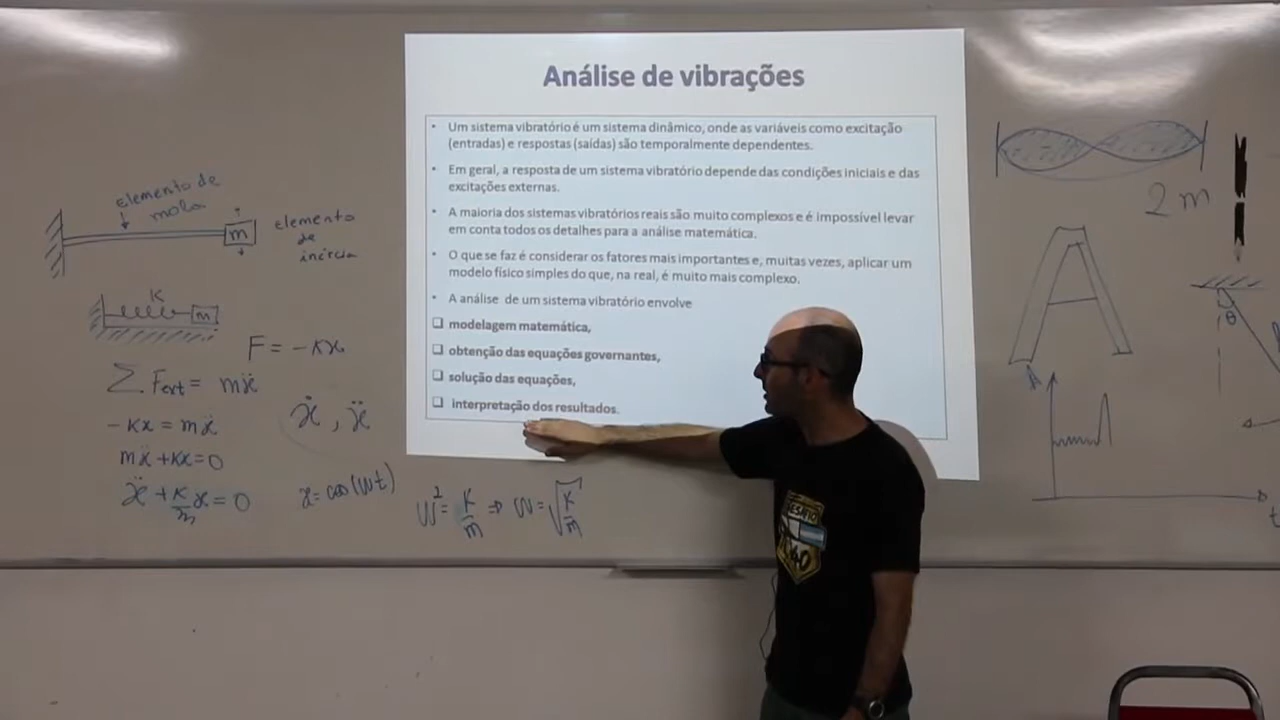 Análise de vibrações
• Um sistema vibratório é um sistema dinâmico, onde as variáveis como excitação
(entradas) e respostas (saídas) são temporalmente dependentes.
• Em geral, a resposta de um sistema vibratório depende das condições iniciais e das
excitações externas.
• A maioria dos sistemas vibratórios reais são muito complexos e é impossível levar
em conta todos os detalhes para a análise matemática.
• O que se faz é considerar os fatores mais importantes e, muitas vezes, aplicar um
modelo físico simples do que, na real, é muito mais complexo.
• A análise de um sistema vibratório envolve
❑ modelagem matemática,
❑ obtenção das equações governantes,
❑ solução das equações,
❑ interpretação dos resultados.
elemento de
mola
m
elemento
de
inércia
K
m
F = -Kx
∑ Fext = mẍ
-Kx = mẍ
mẍ + Kx = 0
ẍ + K/m x = 0
ẍ, ẍ
x = cos(wt)
w² = K/m ⇒ w = √K/m
2 m
θ
A
t
DESAFIO